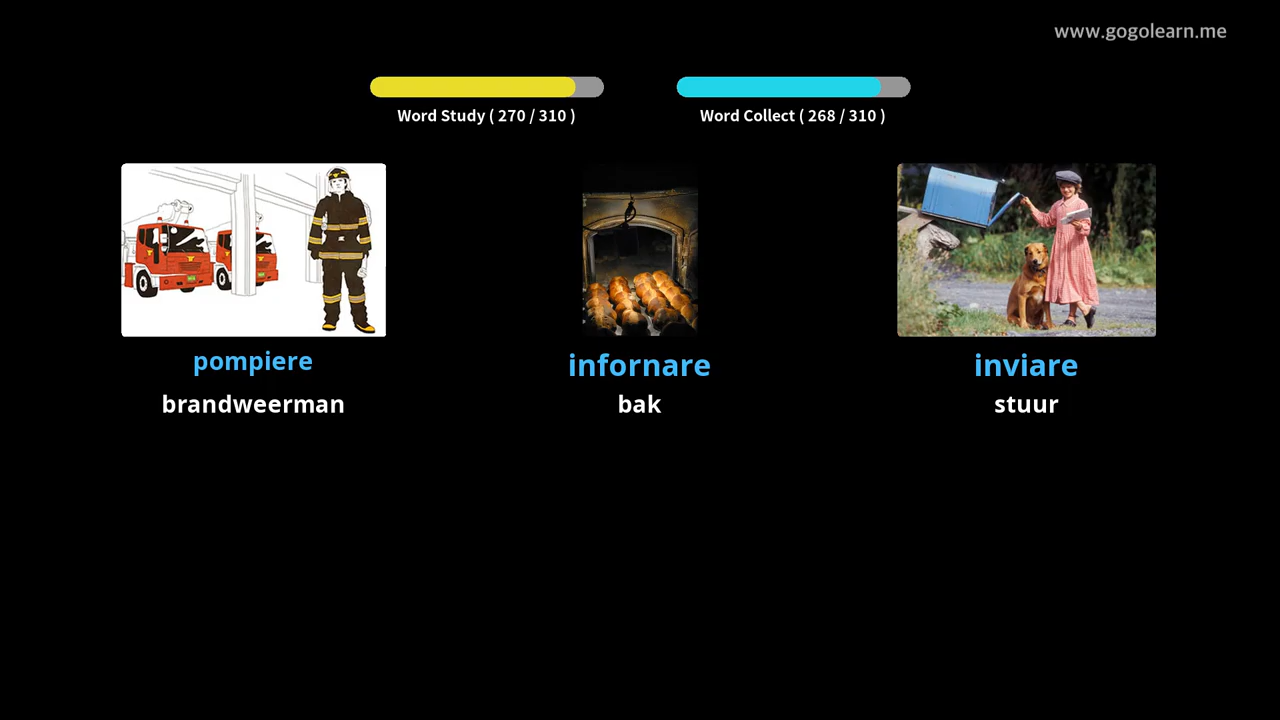 www.gogolearn.me
Word Study ( 270 / 310 )
Word Collect ( 268 / 310 )
pompiere
brandweerman
infornare
bak
inviare
stuur